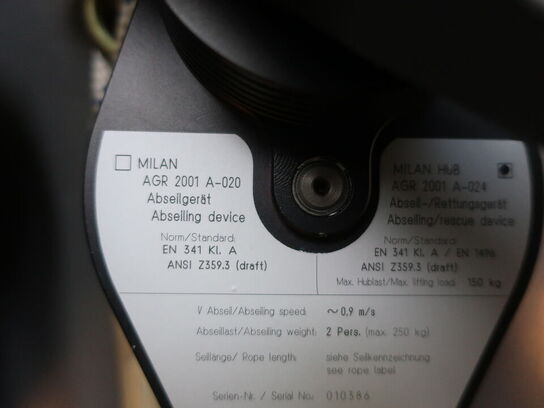 MILAN
AGR 2001 A-020
Abseilgerät
Abseiling device
Norm/Standard:
EN 341 Kl. A
ANSI Z359.3 (draft)
MILAN HUB
AGR 2001 A-024
Abseil-/Rettungsgerät
Abseiling/rescue device
Norm/Standard:
EN 341 Kl. A / EN 1496
ANSI Z359.3 (draft)
Max. Hublast/Max. lifting load: 150 kg
V Abseil/Abseiling speed: ~0,9 m/s
Abseillast/Abseiling weight: 2 Pers. (max. 250 kg)
Seillänge/ Rope length: siehe Seilkennzeichnung
see rope label
Serien-Nr. / Serial No.: 010386